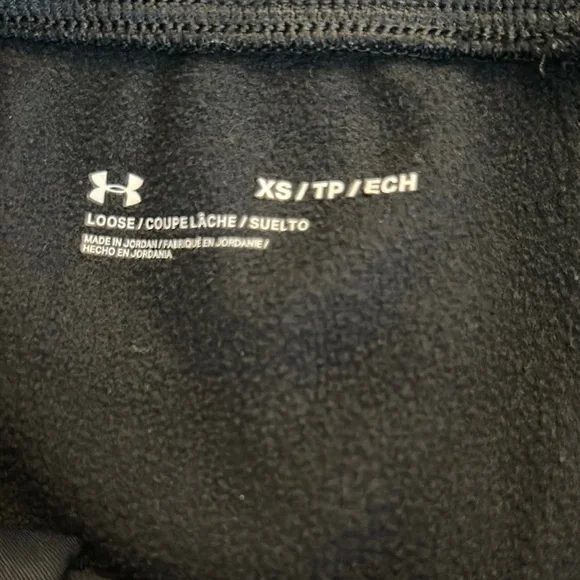 XS/TP/ECH
LOOSE/COUPE LÂCHE/SUELTO
MADE IN JORDAN/FABRIQUÉ EN JORDANIE/
HECHO EN JORDANIA